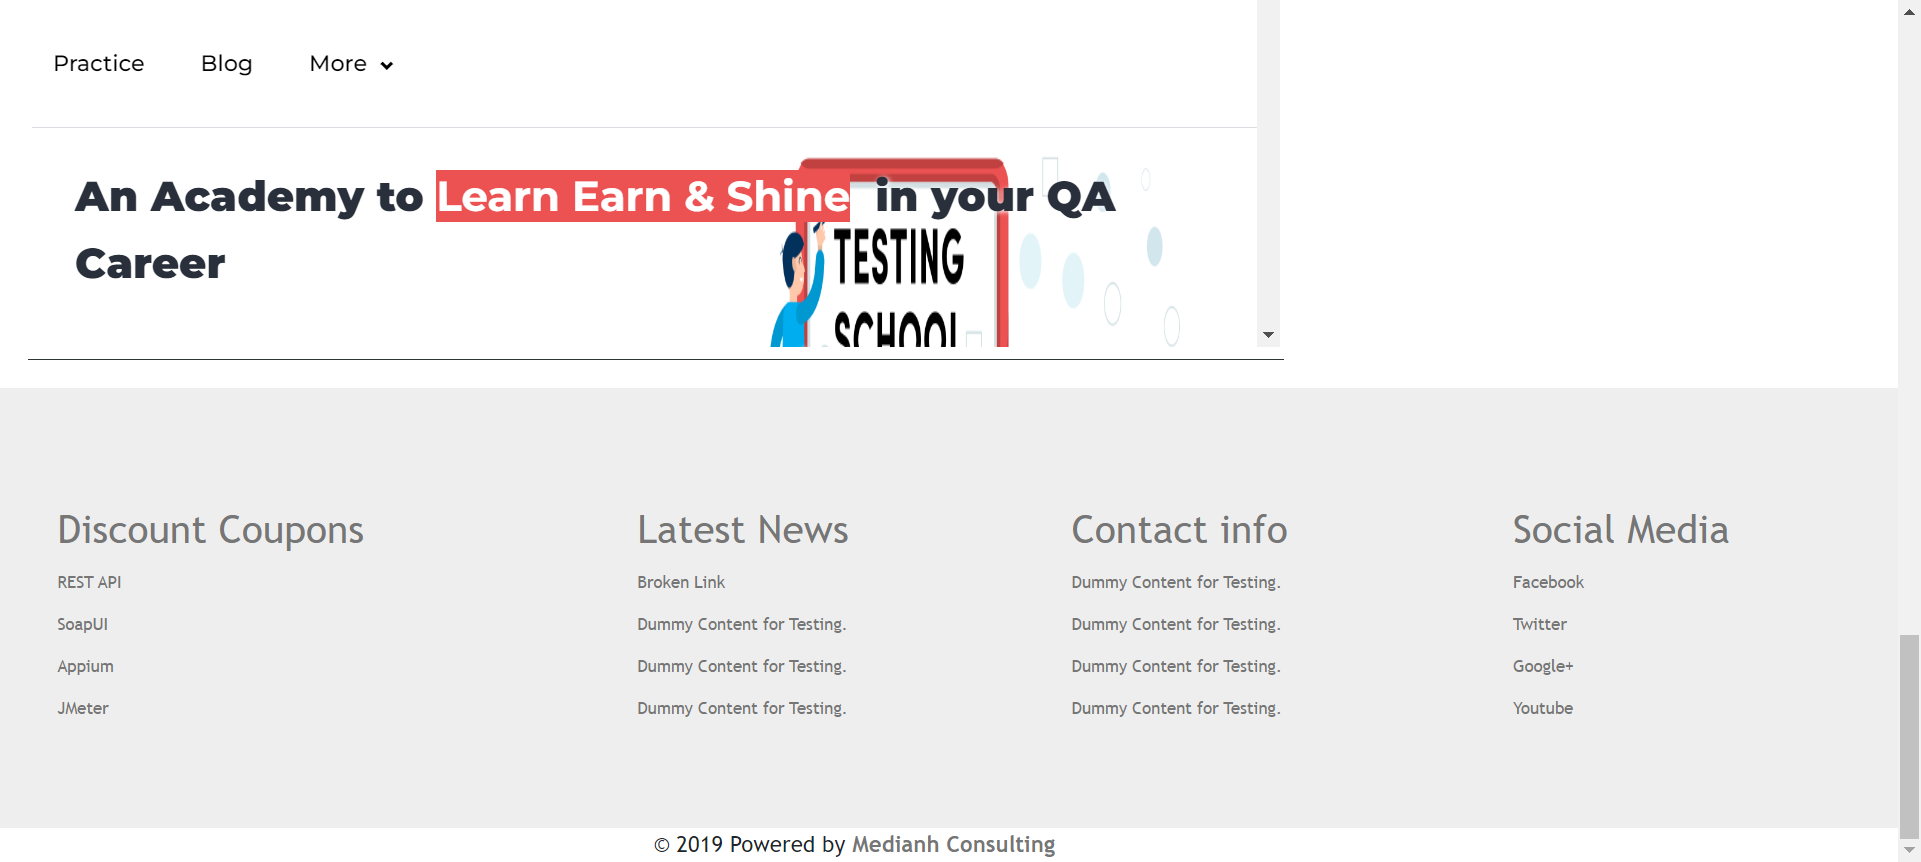 Practice Blog More
An Academy to Learn Earn & Shine in your QA
Career
TESTING
SCHOOL
Discount Coupons
REST API
SoapUI
Appium
JMeter
Latest News
Broken Link
Dummy Content for Testing.
Dummy Content for Testing.
Dummy Content for Testing.
Contact info
Dummy Content for Testing.
Dummy Content for Testing.
Dummy Content for Testing.
Dummy Content for Testing.
Social Media
Facebook
Twitter
Google+
Youtube
© 2019 Powered by Medianh Consulting